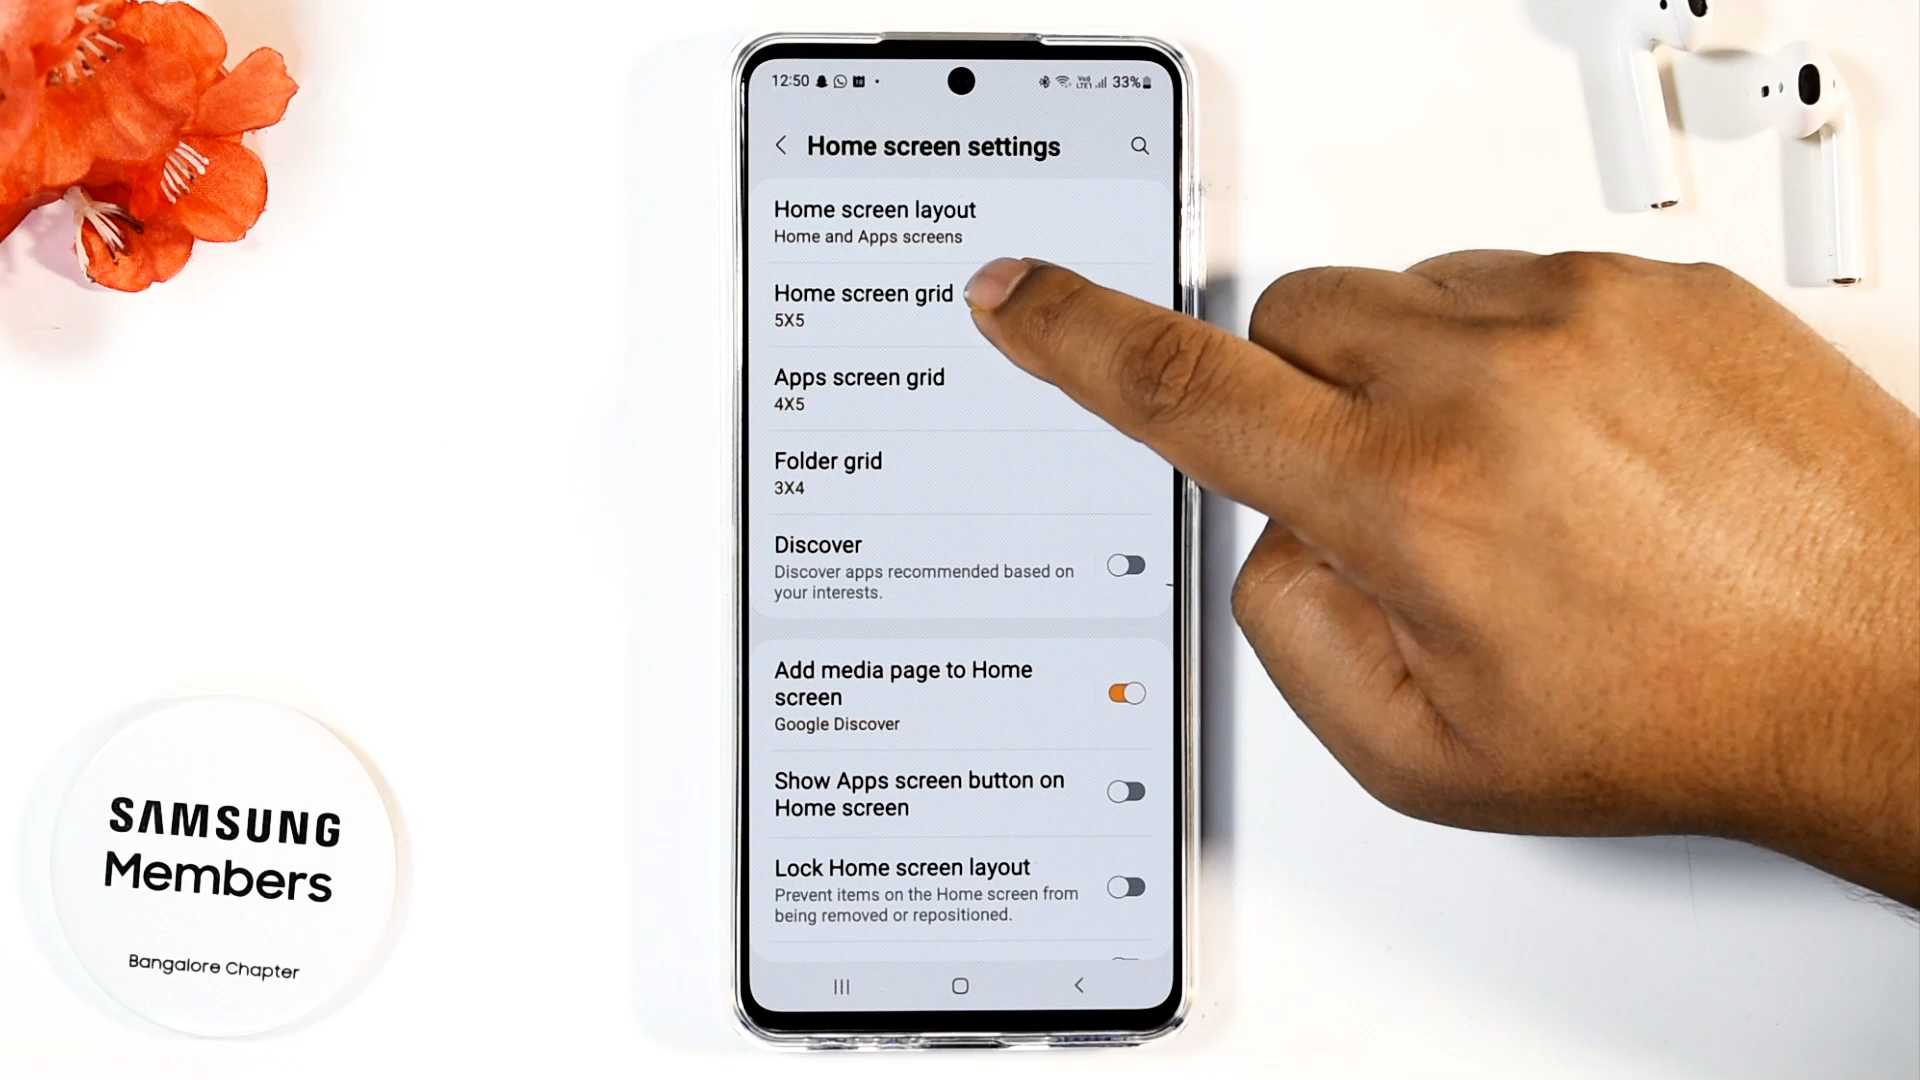 12:50
33%
Home screen settings
Home screen layout
Home and Apps screens
Home screen grid
5X5
Apps screen grid
4X5
Folder grid
3X4
Discover
Discover apps recommended based on
your interests.
Add media page to Home
screen
Google Discover
Show Apps screen button on
Home screen
Lock Home screen layout
Prevent items on the Home screen from
being removed or repositioned.
SAMSUNG
Members
Bangalore Chapter